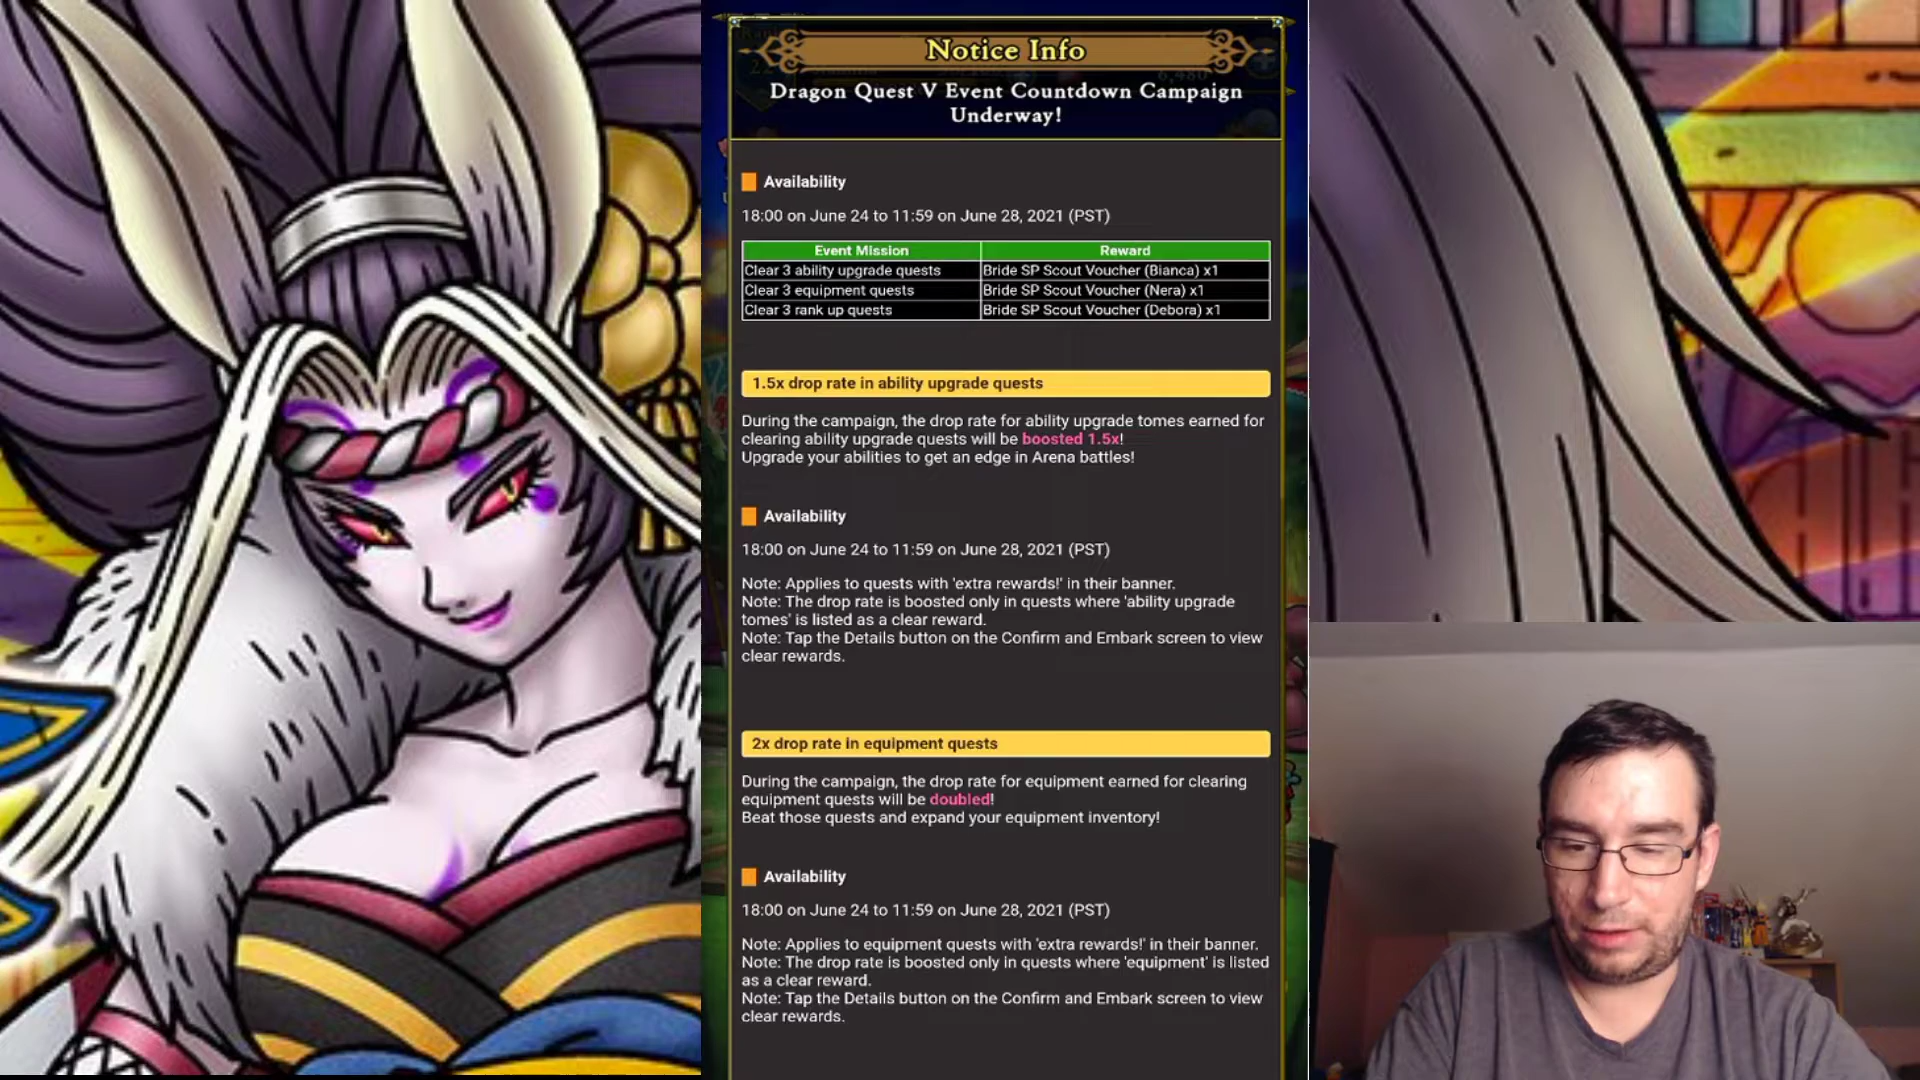 Notice Info
Dragon Quest V Event Countdown Campaign
Underway!
Availability
18:00 on June 24 to 11:59 on June 28, 2021 (PST)
Event Mission Reward
Clear 3 ability upgrade quests Bride SP Scout Voucher (Bianca) x1
Clear 3 equipment quests Bride SP Scout Voucher (Nera) x1
Clear 3 rank up quests Bride SP Scout Voucher (Debora) x1
1.5x drop rate in ability upgrade quests
During the campaign, the drop rate for ability upgrade tomes earned for
clearing ability upgrade quests will be boosted 1.5x!
Upgrade your abilities to get an edge in Arena battles!
Availability
18:00 on June 24 to 11:59 on June 28, 2021 (PST)
Note: Applies to quests with 'extra rewards!' in their banner.
Note: The drop rate is boosted only in quests where 'ability upgrade
tomes' is listed as a clear reward.
Note: Tap the Details button on the Confirm and Embark screen to view
clear rewards.
2x drop rate in equipment quests
During the campaign, the drop rate for equipment earned for clearing
equipment quests will be doubled!
Beat those quests and expand your equipment inventory!
Availability
18:00 on June 24 to 11:59 on June 28, 2021 (PST)
Note: Applies to equipment quests with 'extra rewards!' in their banner.
Note: The drop rate is boosted only in quests where 'equipment' is listed
as a clear reward.
Note: Tap the Details button on the Confirm and Embark screen to view
clear rewards.